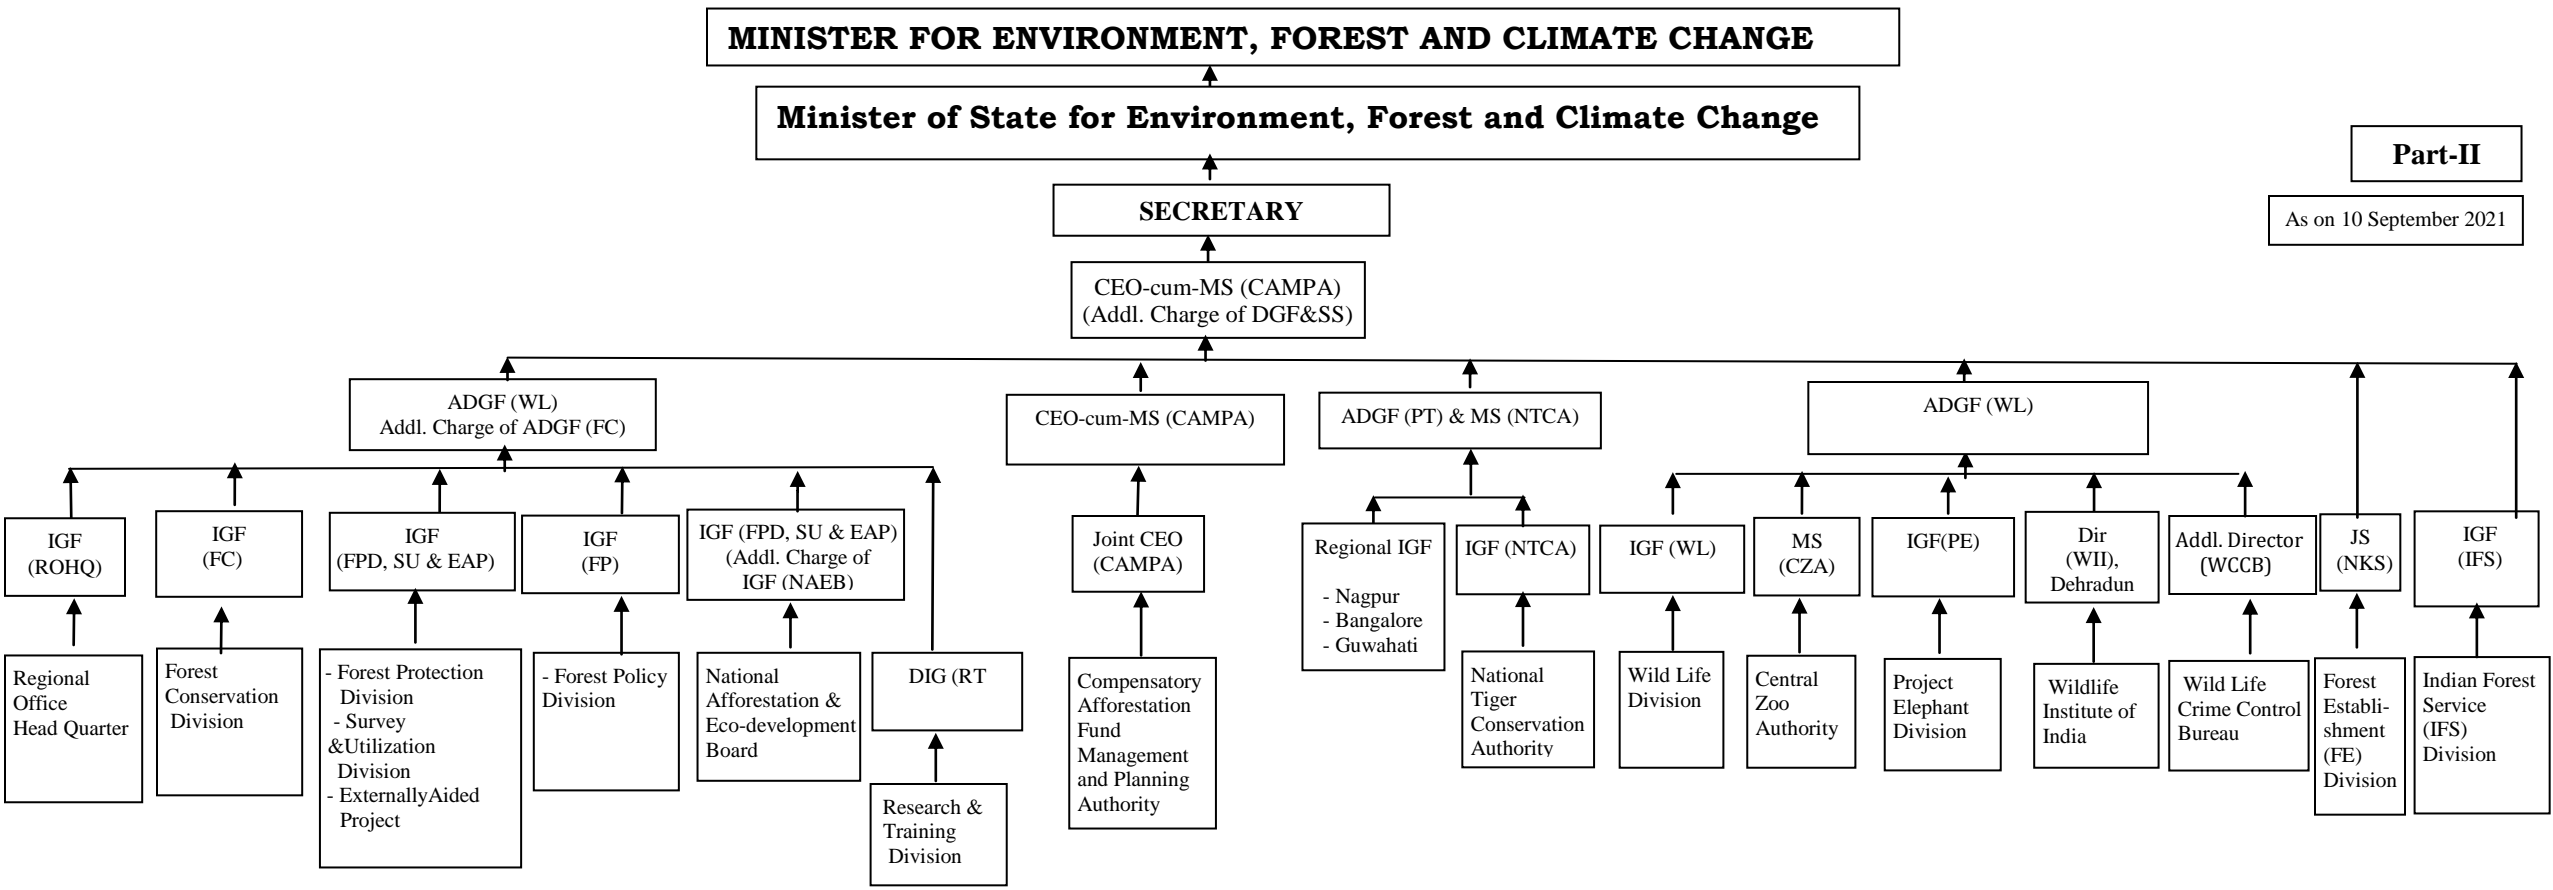 MINISTER FOR ENVIRONMENT, FOREST AND CLIMATE CHANGE
Minister of State for Environment, Forest and Climate Change
Part-II
As on 10 September 2021
SECRETARY
CEO-cum-MS (CAMPA)
(Addl. Charge of DGF&SS)
ADGF (WL)
Addl. Charge of ADGF (FC)
CEO-cum-MS (CAMPA)
ADGF (PT) & MS (NTCA)
ADGF (WL)
IGF
(ROHQ)
IGF
(FC)
IGF
(FPD, SU & EAP)
IGF
(FP)
IGF (FPD, SU & EAP)
(Addl. Charge of
IGF (NAEB)
Joint CEO
(CAMPA)
Regional IGF
- Nagpur
- Bangalore
- Guwahati
IGF (NTCA)
IGF (WL)
MS
(CZA)
IGF(PE)
Dir
(WII),
Dehradun
Addl. Director
(WCCB)
JS
(NKS)
IGF
(IFS)
Regional
Office
Head Quarter
Forest
Conservation
Division
- Forest Protection
Division
- Survey
&Utilization
Division
- ExternallyAided
Project
- Forest Policy
Division
National
Afforestation &
Eco-development
Board
DIG (RT
Research &
Training
Division
Compensatory
Afforestation
Fund
Management
and Planning
Authority
National
Tiger
Conservation
Authority
Wild Life
Division
Central
Zoo
Authority
Project
Elephant
Division
Wildlife
Institute of
India
Wild Life
Crime Control
Bureau
Forest
Establi-
shment
(FE)
Division
Indian Forest
Service
(IFS)
Division